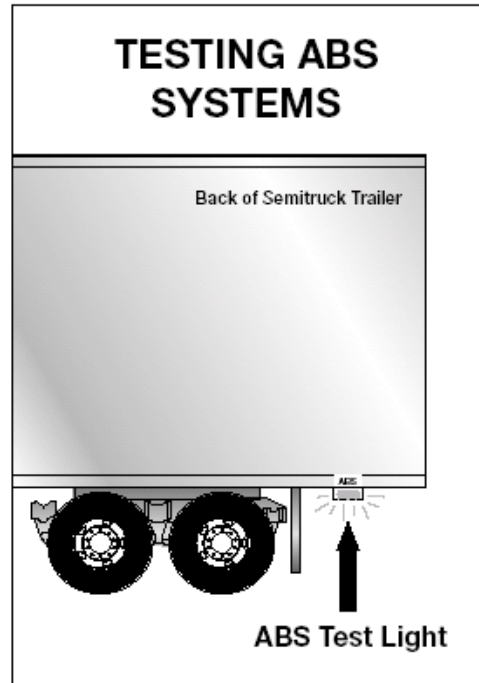 TESTING ABS
SYSTEMS
Back of Semitruck Trailer
ABS
ABS Test Light